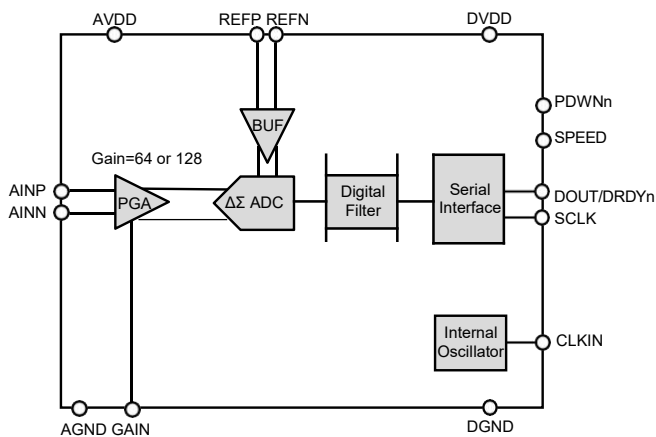 AVDD
REFP REFN
DVDD
PDWNn
BUF
SPEED
Gain=64 or 128
AINP
AINN
PGA
ΔΣ ADC
Digital
Filter
Serial
Interface
DOUT/DRDYn
SCLK
Internal
Oscillator
CLKIN
AGND GAIN
DGND